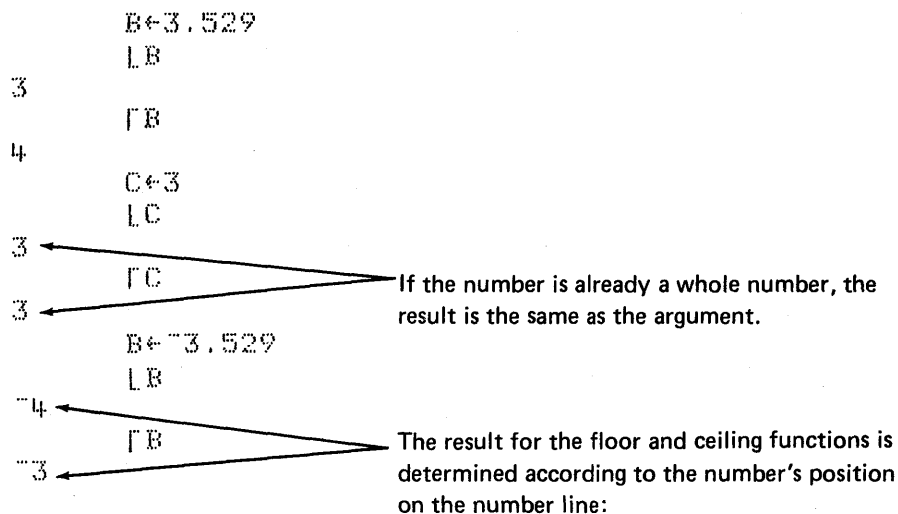 B←3.529
⌊B
3
⌈B
4
C←3
⌊C
3
⌈C
3
If the number is already a whole number, the
result is the same as the argument.
B←¯3.529
⌊B
¯4
⌈B
¯3
The result for the floor and ceiling functions is
determined according to the number's position
on the number line: